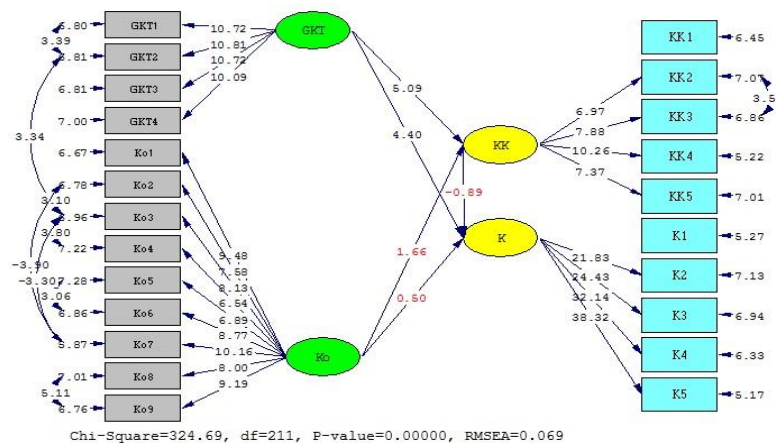 6.80 GKT1 10.72 GKT KK1 6.45
3.39
6.81 GKT2 10.81 KK2 7.07
10.72 5.09 3.5
6.81 GKT3 10.09 6.97 KK3 6.86
7.88
7.00 GKT4 4.40 KK 10.26 KK4 5.22
3.34 7.37
6.67 Ko1 KK5 7.01
6.78 Ko2 -0.89
3.10
6.96 Ko3 K K1 5.27
3.80 9.48 1.66 21.83
7.22 Ko4 7.58 K2 7.13
-3.90 8.13 24.43
-3.30 7.28 Ko5 6.54 0.50 32.14 K3 6.94
3.06 6.89 38.32
6.86 Ko6 8.77 K4 6.33
5.87 Ko7 10.16 Ko
7.01 Ko8 8.00 K5 5.17
5.11 9.19
6.76 Ko9
Chi-Square=324.69, df=211, P-value=0.00000, RMSEA=0.069